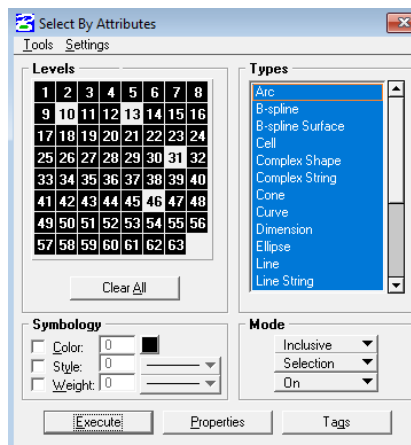 Select By Attributes
Tools Settings
Levels
1 2 3 4 5 6 7 8
9 10 11 12 13 14 15 16
17 18 19 20 21 22 23 24
25 26 27 28 29 30 31 32
33 34 35 36 37 38 39 40
41 42 43 44 45 46 47 48
49 50 51 52 53 54 55 56
57 58 59 60 61 62 63
Clear All
Types
Arc
B-spline
B-spline Surface
Cell
Complex Shape
Complex String
Cone
Curve
Dimension
Ellipse
Line
Line String
Symbology
Color: 0
Style: 0
Weight: 0
Mode
Inclusive
Selection
On
Execute Properties Tags